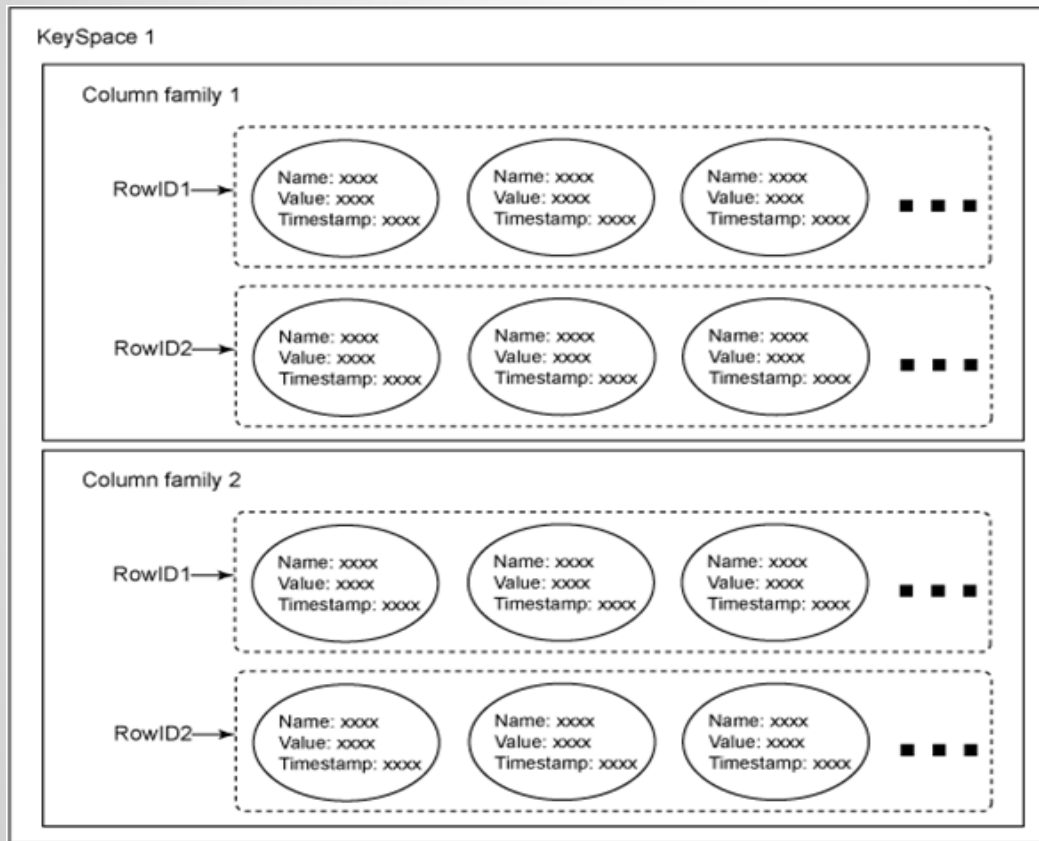 KeySpace 1
Column family 1
RowID1
Name: xxxx
Value: xxxx
Timestamp: xxxx
Name: xxxx
Value: xxxx
Timestamp: xxxx
Name: xxxx
Value: xxxx
Timestamp: xxxx
RowID2
Name: xxxx
Value: xxxx
Timestamp: xxxx
Name: xxxx
Value: xxxx
Timestamp: xxxx
Name: xxxx
Value: xxxx
Timestamp: xxxx
Column family 2
RowID1
Name: xxxx
Value: xxxx
Timestamp: xxxx
Name: xxxx
Value: xxxx
Timestamp: xxxx
Name: xxxx
Value: xxxx
Timestamp: xxxx
RowID2
Name: xxxx
Value: xxxx
Timestamp: xxxx
Name: xxxx
Value: xxxx
Timestamp: xxxx
Name: xxxx
Value: xxxx
Timestamp: xxxx